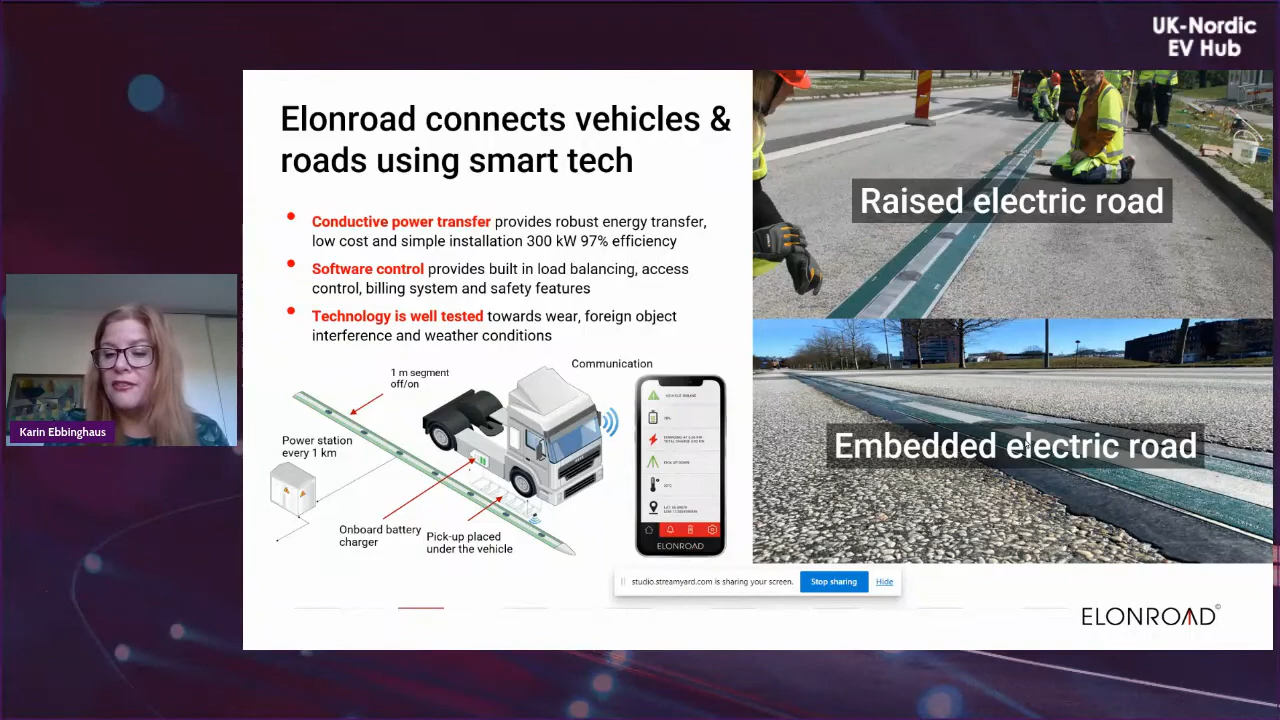 UK-Nordic
EV Hub
Elonroad connects vehicles &
roads using smart tech
• Conductive power transfer provides robust energy transfer,
low cost and simple installation 300 kW 97% efficiency
• Software control provides built in load balancing, access
control, billing system and safety features
• Technology is well tested towards wear, foreign object
interference and weather conditions
Communication
1 m segment
off/on
Power station
every 1 km
Onboard battery
charger
Pick-up placed
under the vehicle
ELONROAD
Raised electric road
Embedded electric road
Karin Ebbinghaus
studio.streamyard.com is sharing your screen.
Stop sharing
Hide
ELONROAD©